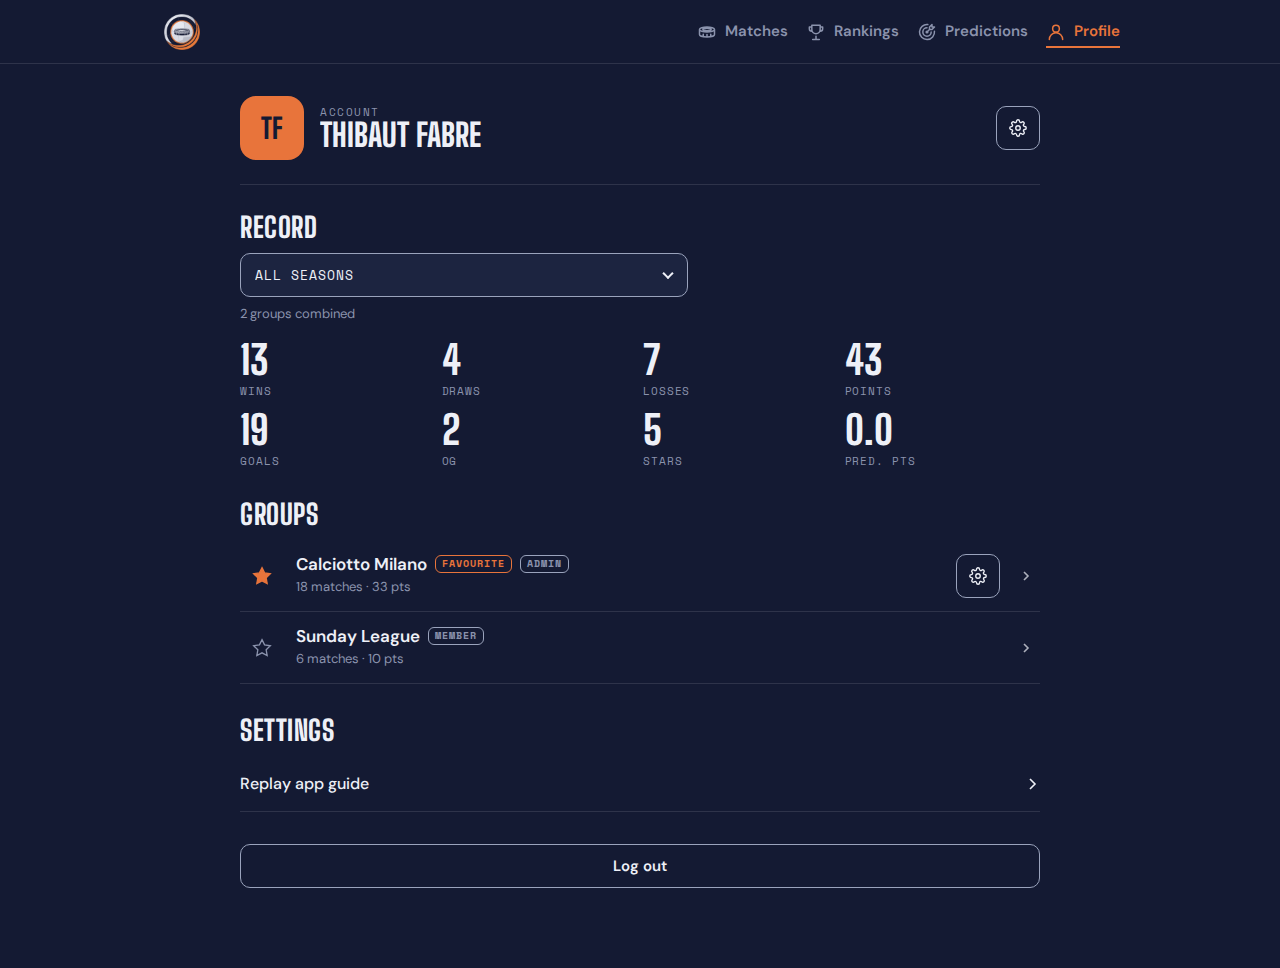 Matches Rankings Predictions Profile
TF
ACCOUNT
THIBAUT FABRE
RECORD
ALL SEASONS
2 groups combined
13 4 7 43
WINS DRAWS LOSSES POINTS
19 2 5 0.0
GOALS OG STARS PRED. PTS
GROUPS
Calciotto Milano FAVOURITE ADMIN
18 matches · 33 pts
Sunday League MEMBER
6 matches · 10 pts
SETTINGS
Replay app guide
Log out